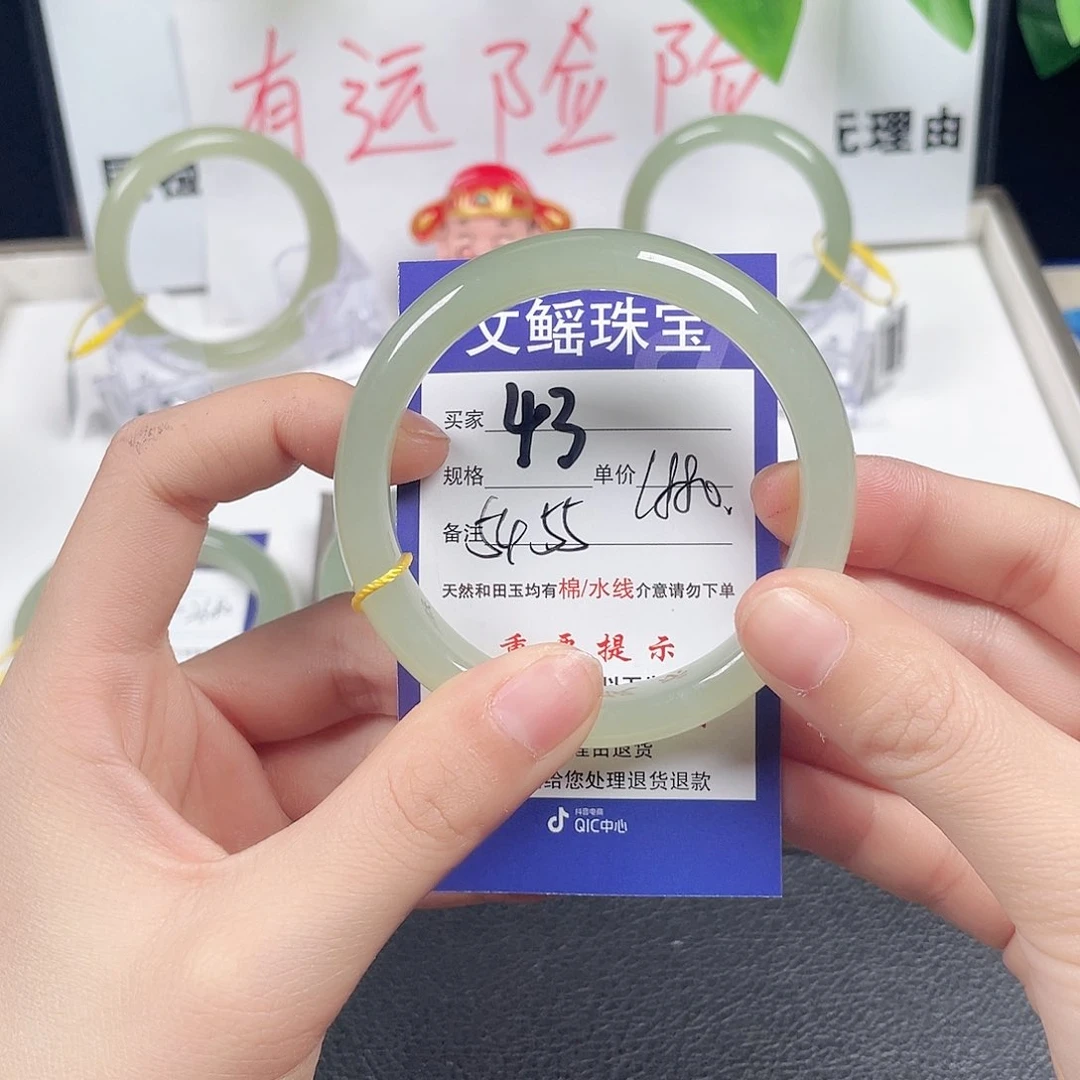 有运险险
无理由
文鳐珠宝
买家 43
规格 单价 1880.
备注 54.55
天然和田玉均有棉/水线介意请勿下单
重要提示
理由退货
给您处理退货退款
抖音电商
QIC中心